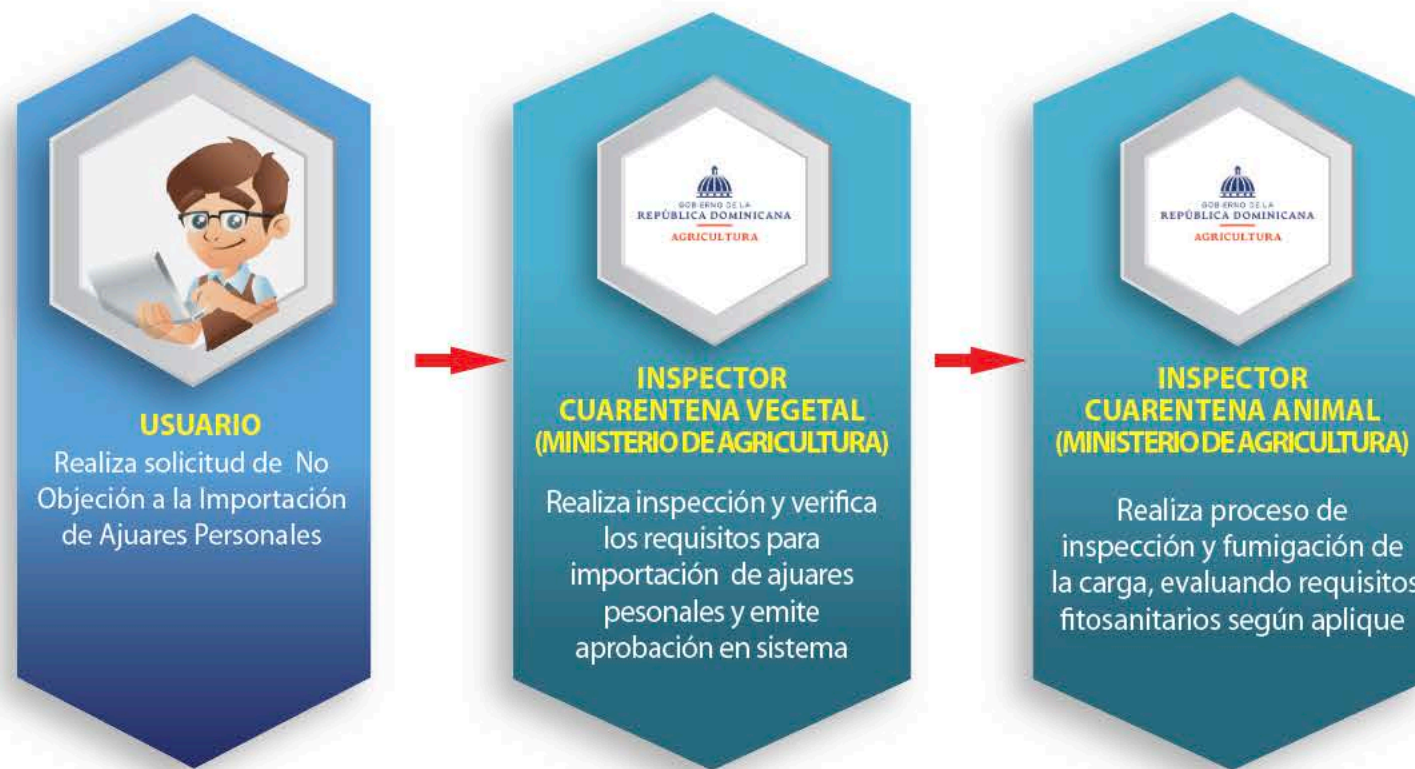 USUARIO
Realiza solicitud de No
Objeción a la Importación
de Ajuares Personales
GOBIERNO DE LA
REPÚBLICA DOMINICANA
AGRICULTURA
INSPECTOR
CUARENTENA VEGETAL
(MINISTERIO DE AGRICULTURA)
Realiza inspección y verifica
los requisitos para
importación de ajuares
pesonales y emite
aprobación en sistema
GOBIERNO DE LA
REPÚBLICA DOMINICANA
AGRICULTURA
INSPECTOR
CUARENTENA ANIMAL
(MINISTERIO DE AGRICULTURA)
Realiza proceso de
inspección y fumigación de
la carga, evaluando requisitos
fitosanitarios según aplique